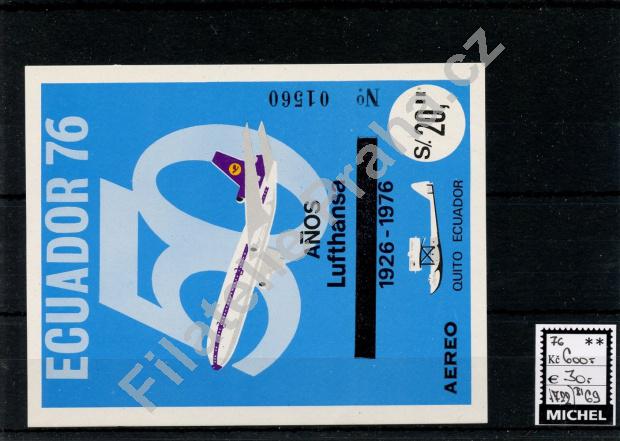 ECUADOR 76
50
AÑOS
Lufthansa
1926-1976
QUITO ECUADOR
AEREO
S/. 20,00
Nº 01560
Filatelie Praha.cz
76 **
Kč 600,-
€ 30,-
MICHEL